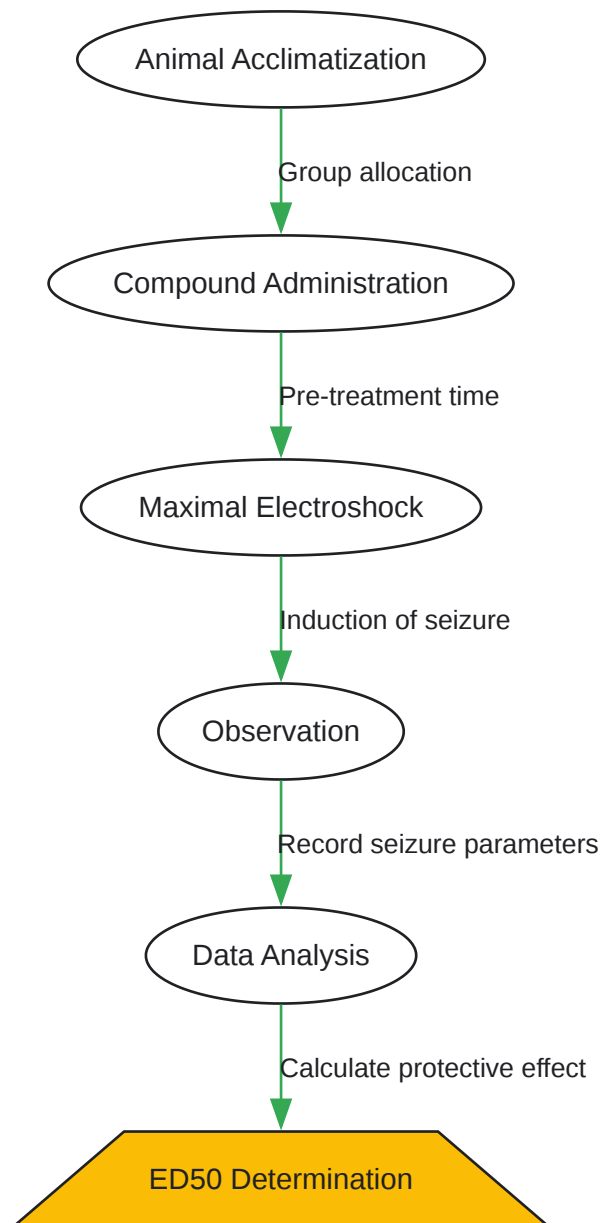 Animal Acclimatization
Group allocation
Compound Administration
Pre-treatment time
Maximal Electroshock
Induction of seizure
Observation
Record seizure parameters
Data Analysis
Calculate protective effect
ED50 Determination